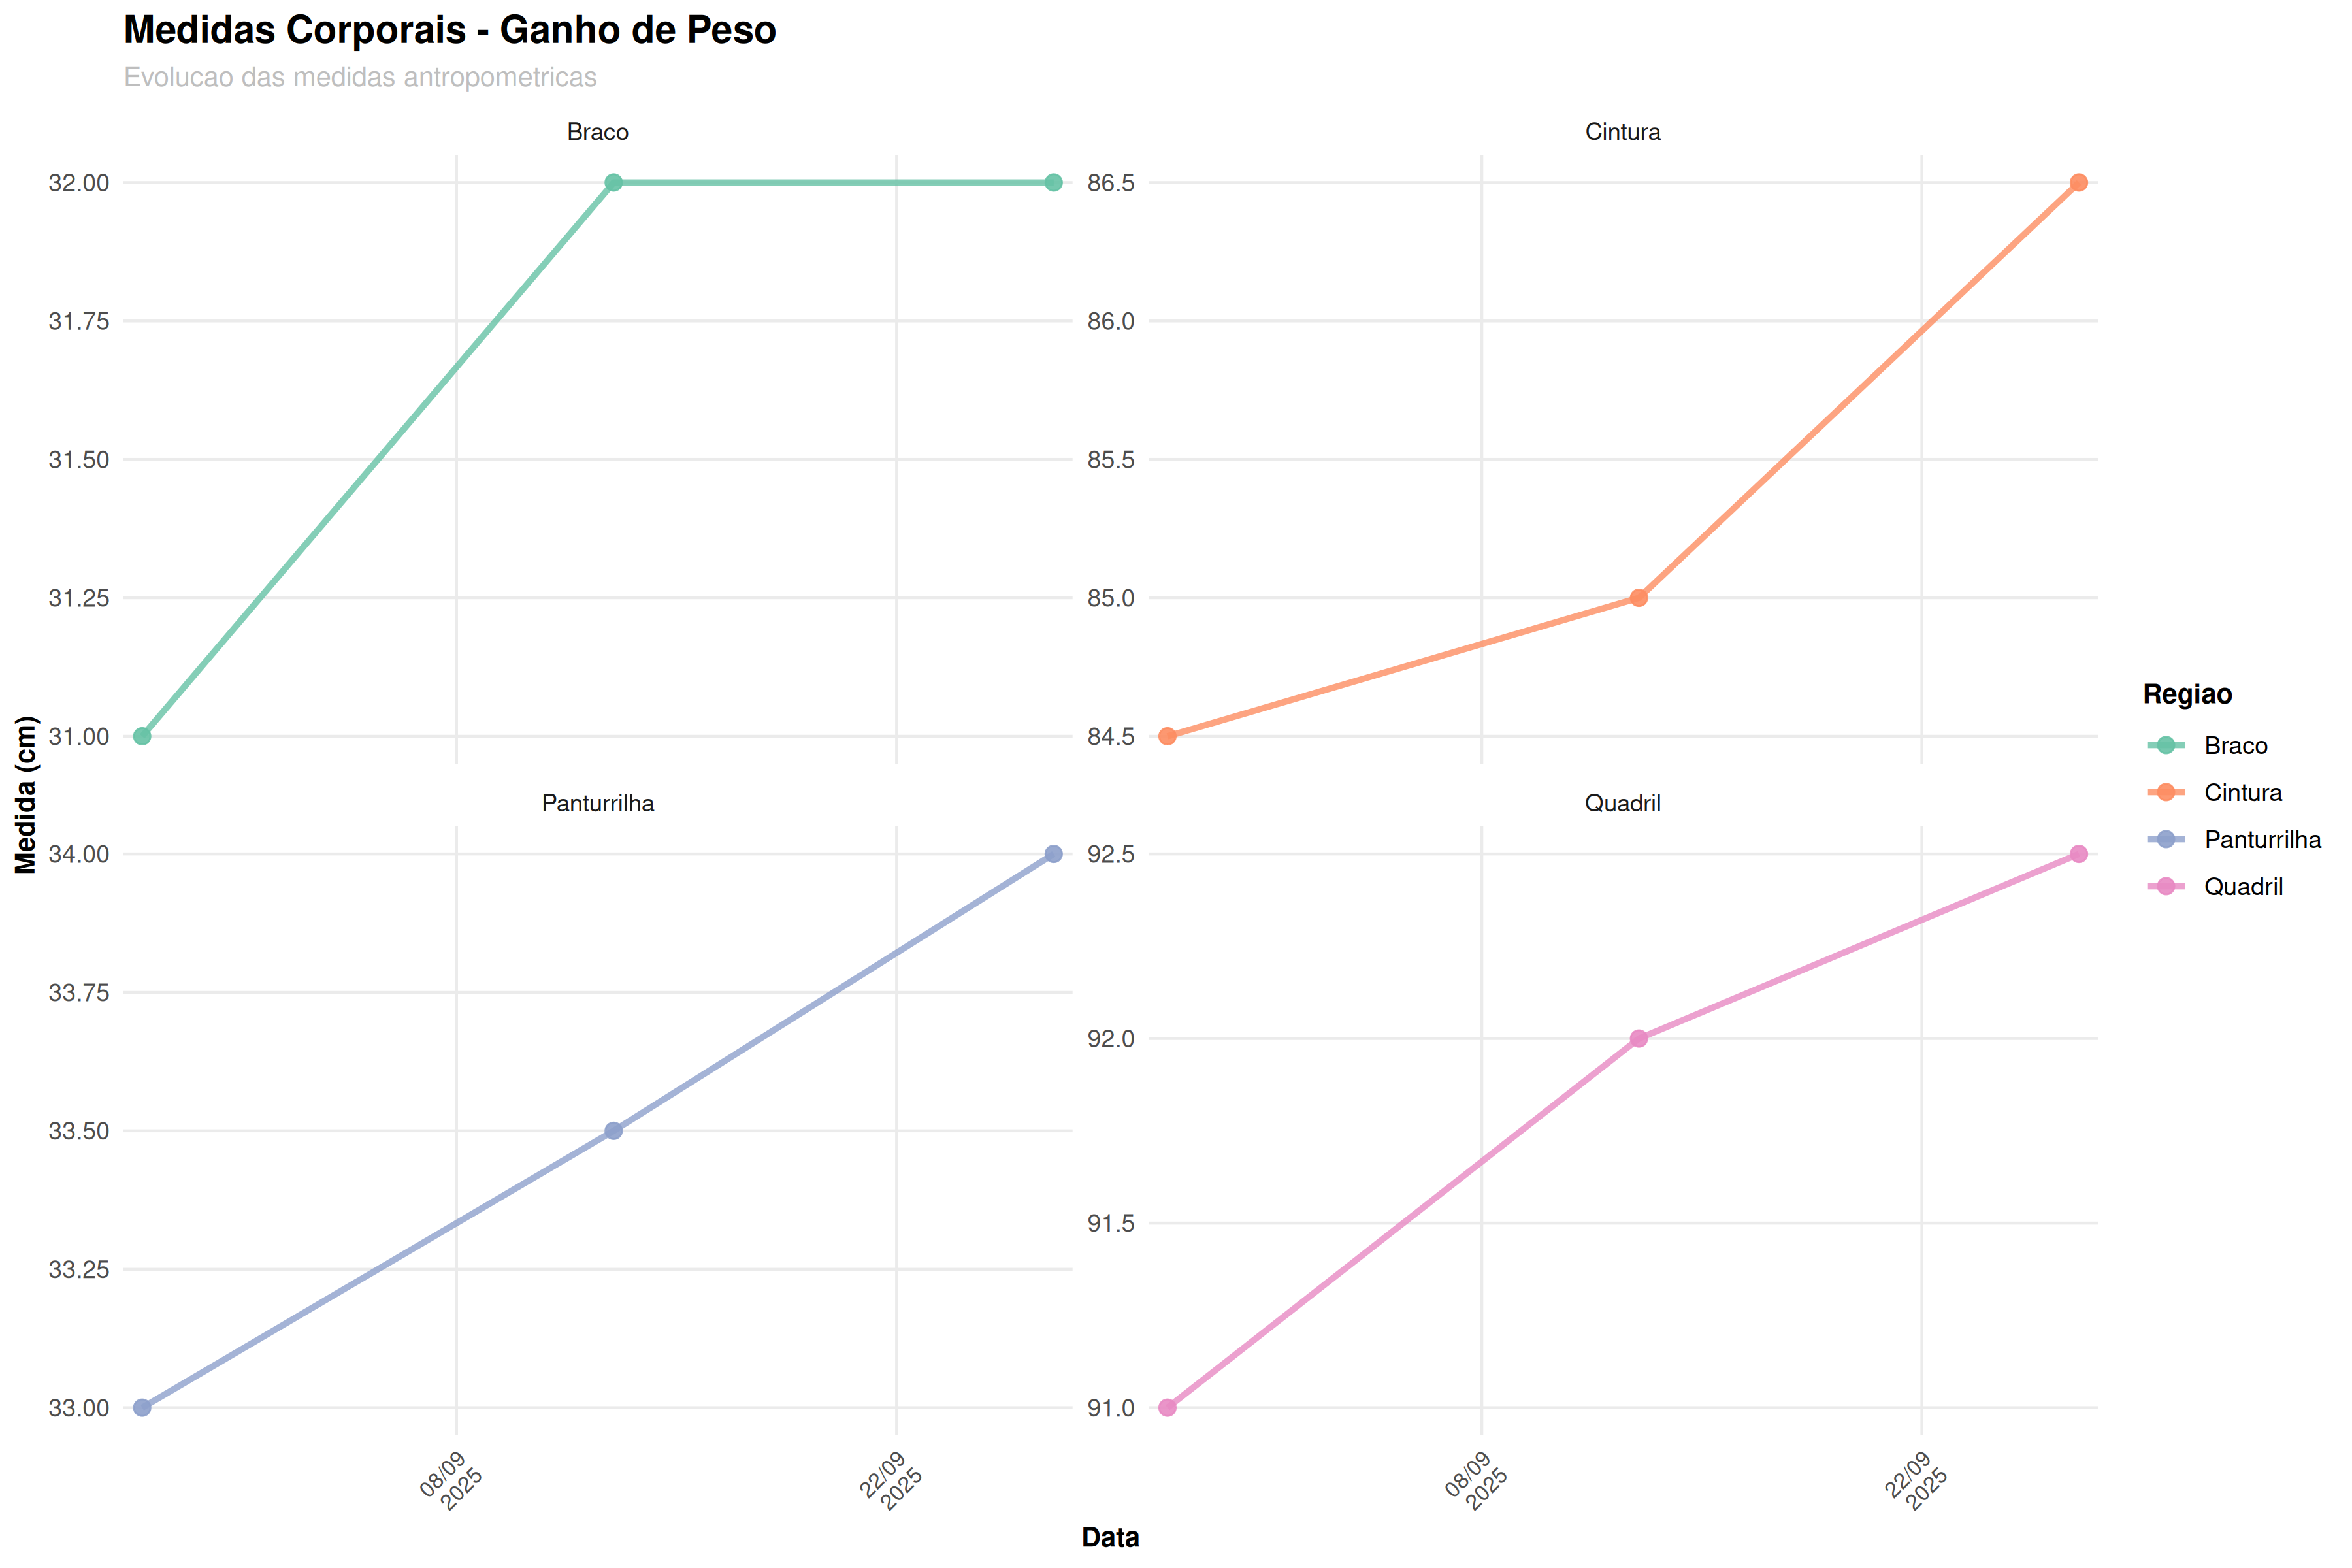 Medidas Corporais - Ganho de Peso
Evolucao das medidas antropometricas
Braco
32.00
31.75
31.50
31.25
31.00
Cintura
86.5
86.0
85.5
85.0
84.5
Medida (cm)
Panturrilha
34.00
33.75
33.50
33.25
33.00
08/09
2025
22/09
2025
Quadril
92.5
92.0
91.5
91.0
08/09
2025
22/09
2025
Data
Regiao
Braco
Cintura
Panturrilha
Quadril